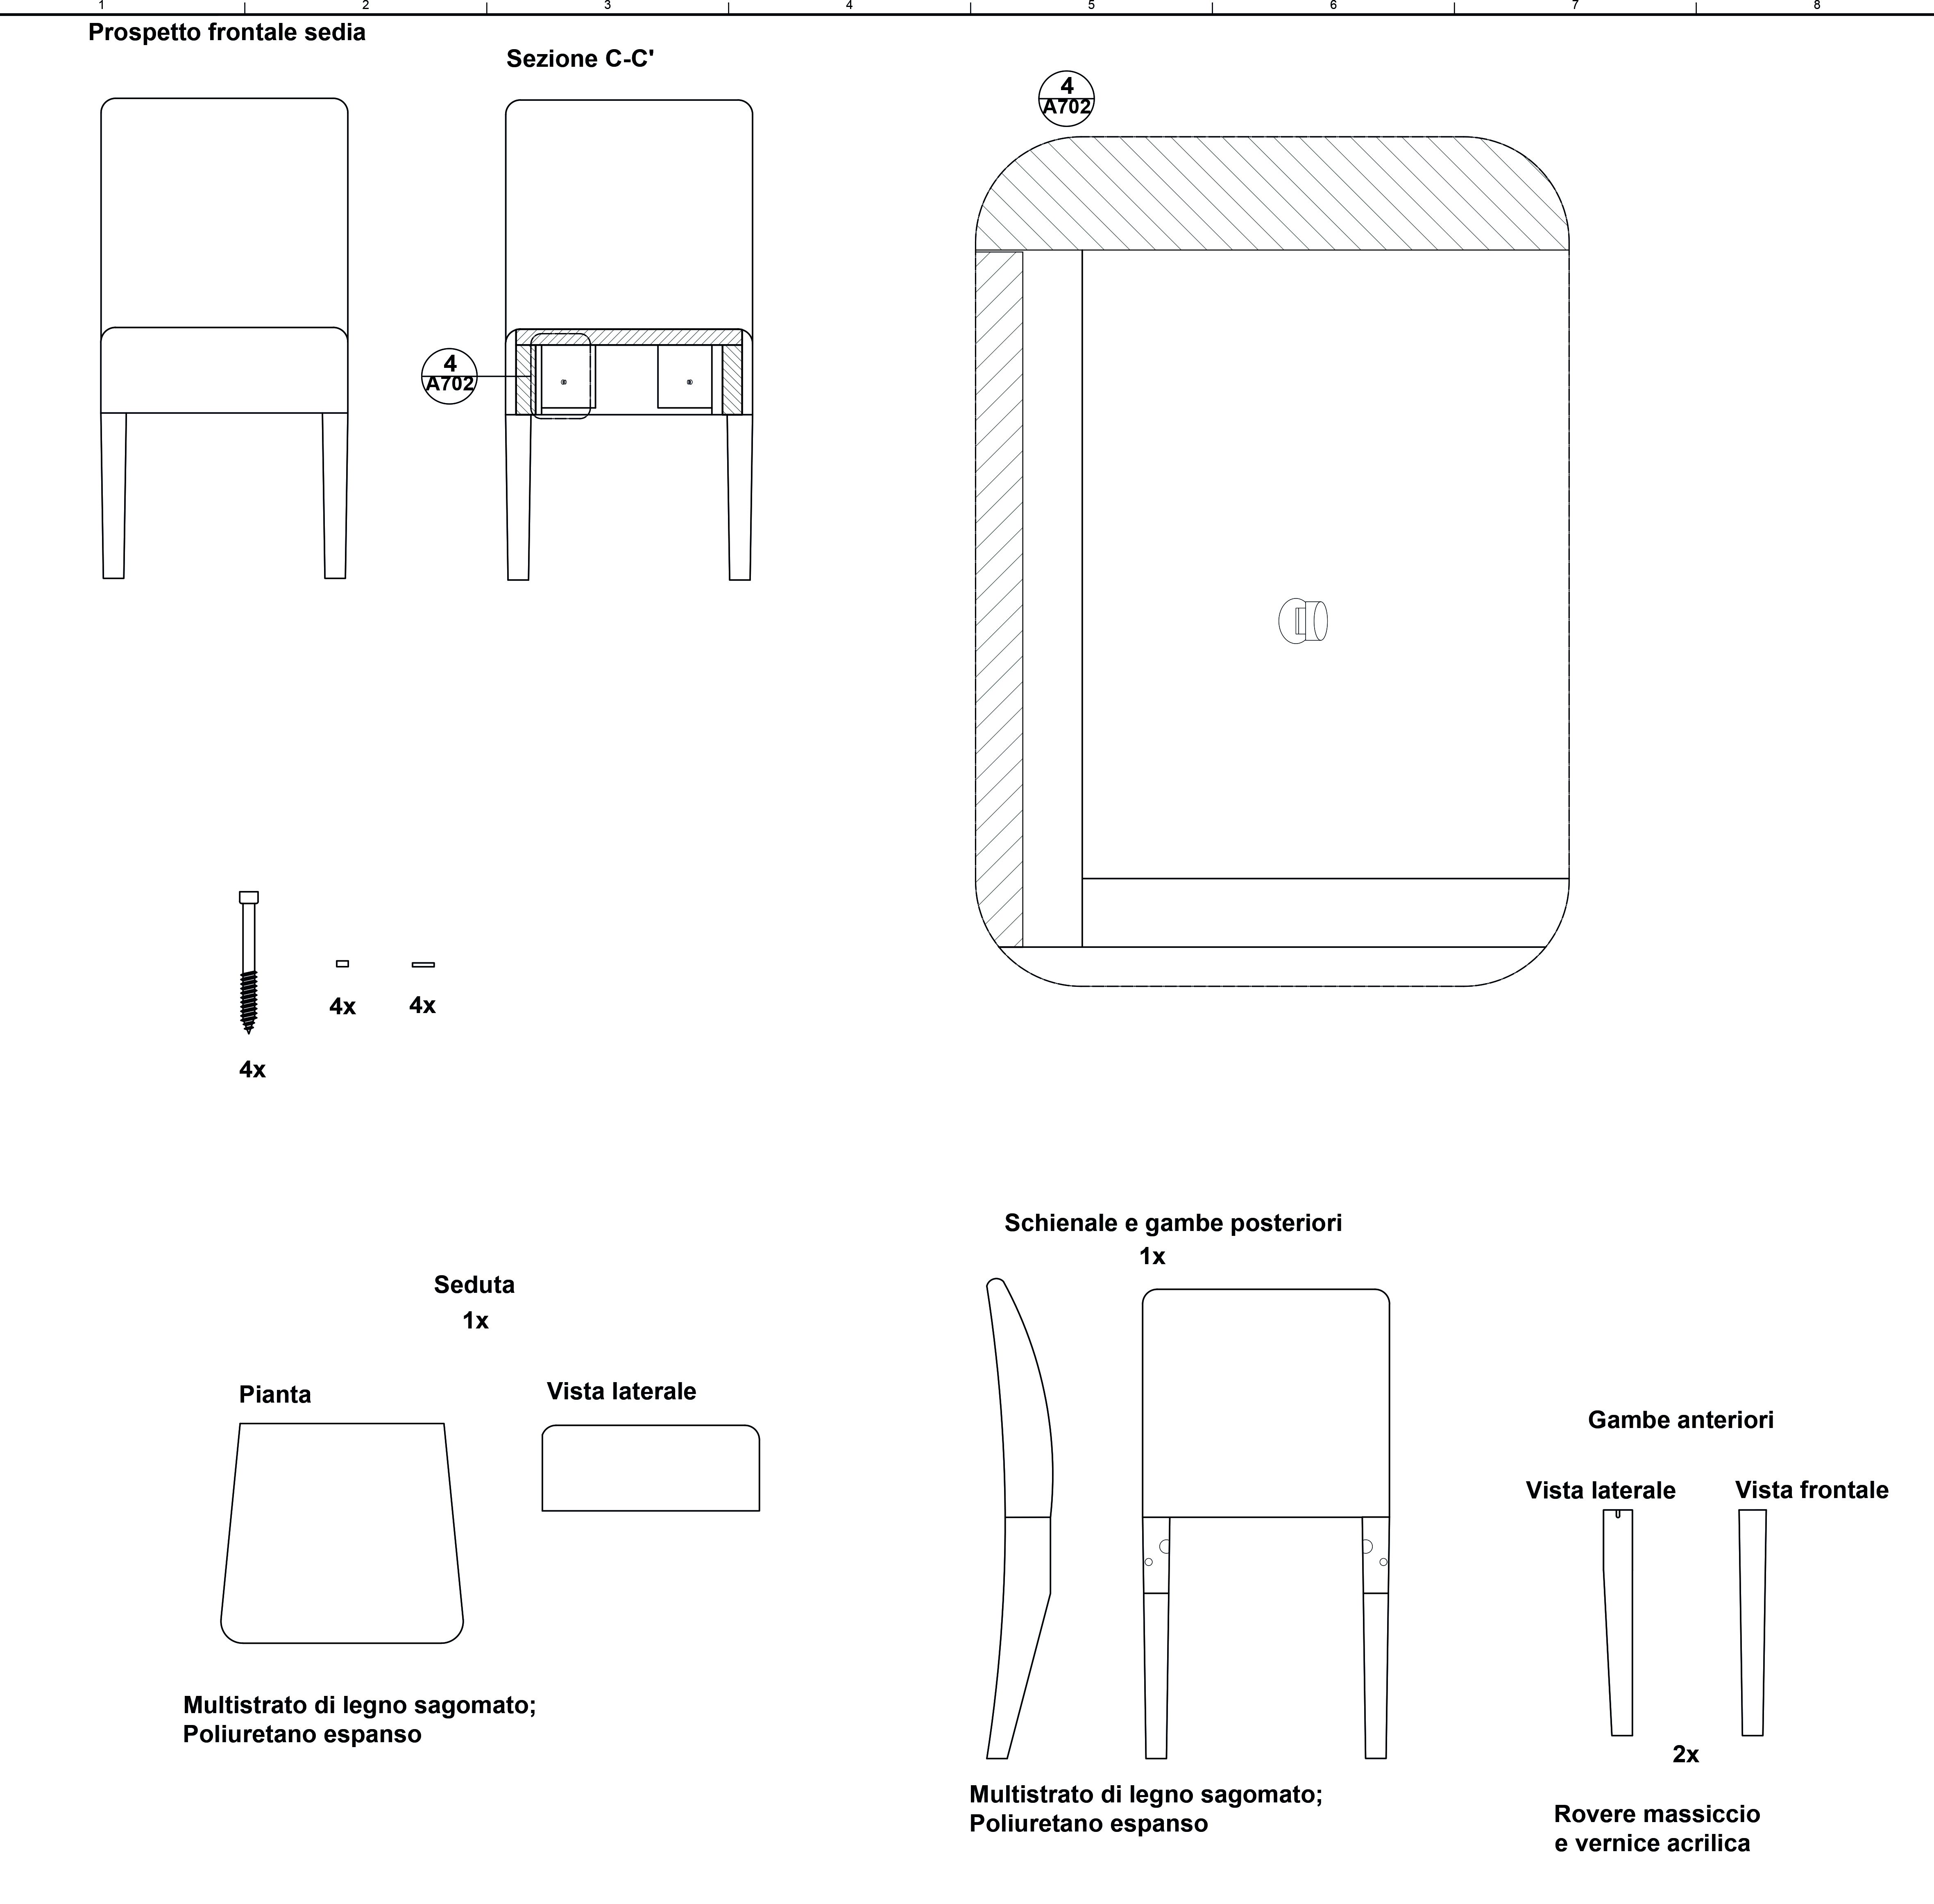 1 2 3 4 5 6 7 8
Prospetto frontale sedia
Sezione C-C'
4
A702
4
A702
4x
4x
4x
Schienale e gambe posteriori
1x
Seduta
1x
Pianta
Vista laterale
Gambe anteriori
Vista laterale
Vista frontale
2x
Multistrato di legno sagomato;
Poliuretano espanso
Multistrato di legno sagomato;
Poliuretano espanso
Rovere massiccio
e vernice acrilica